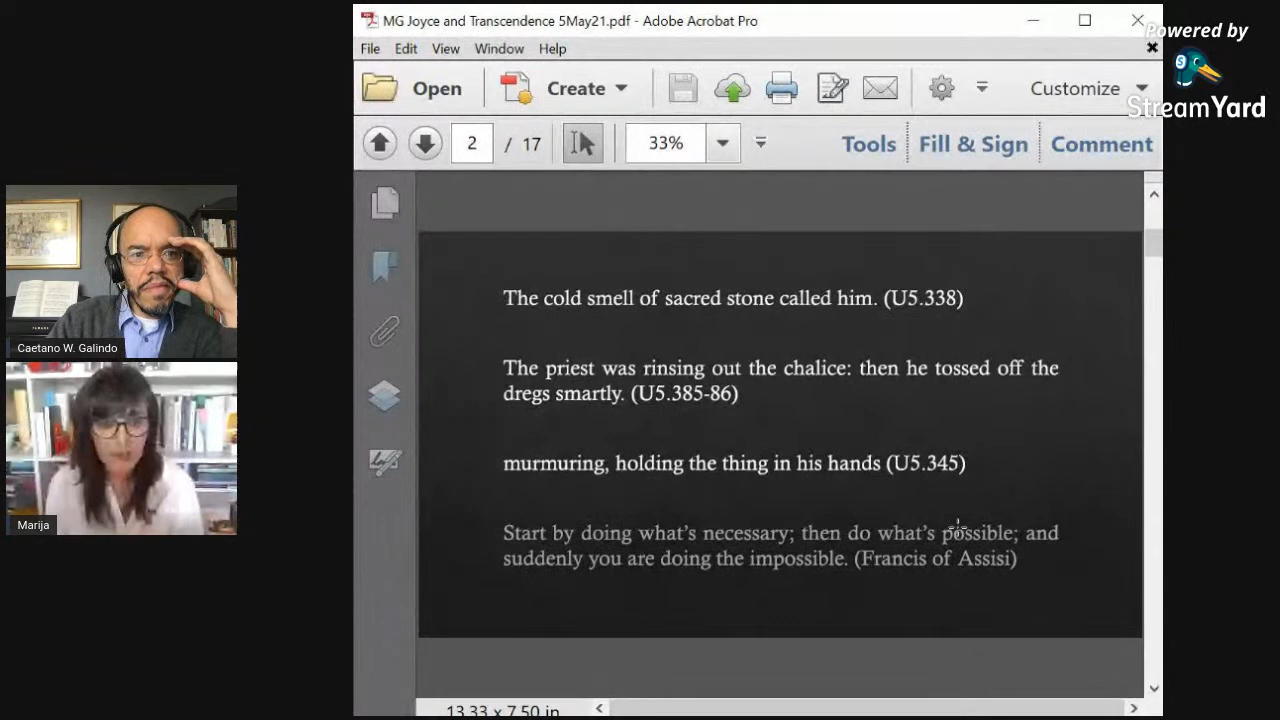 MG Joyce and Transcendence 5May21.pdf - Adobe Acrobat Pro
File Edit View Window Help
Powered by
StreamYard
Open Create Customize
2 / 17 33% Tools Fill & Sign Comment
The cold smell of sacred stone called him. (U5.338)
The priest was rinsing out the chalice: then he tossed off the
dregs smartly. (U5.385-86)
murmuring, holding the thing in his hands (U5.345)
Start by doing what's necessary; then do what's possible; and
suddenly you are doing the impossible. (Francis of Assisi)
Caetano W. Galindo
Marija
13.33 x 7.50 in